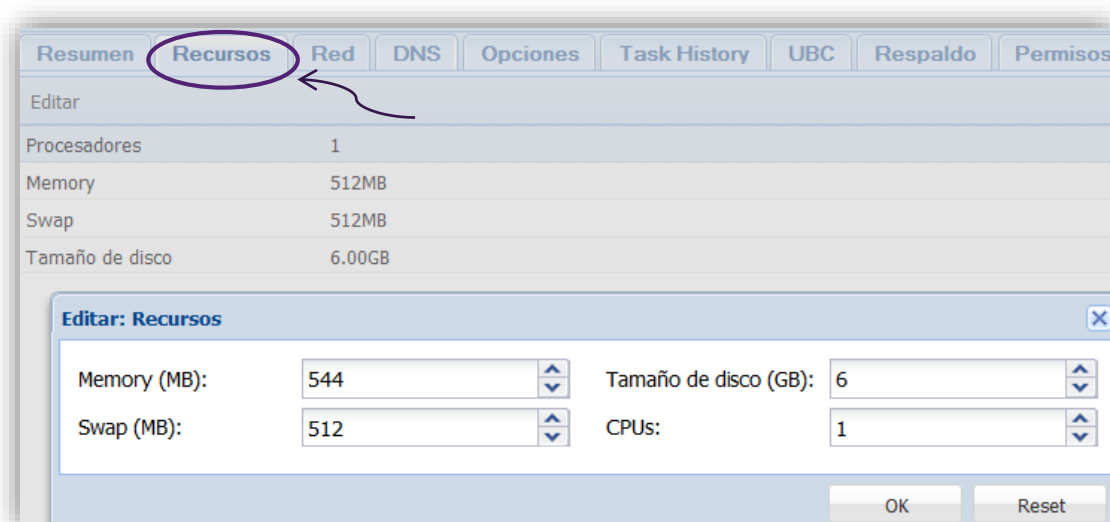 Resumen Recursos Red DNS Opciones Task History UBC Respaldo Permisos
Editar
Procesadores 1
Memory 512MB
Swap 512MB
Tamaño de disco 6.00GB
Editar: Recursos
Memory (MB): 544 Tamaño de disco (GB): 6
Swap (MB): 512 CPUs: 1
OK Reset